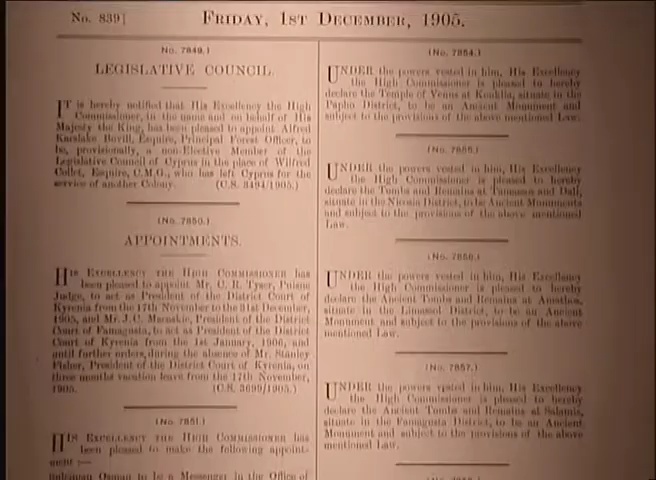 No. 839]
FRIDAY, 1ST DECEMBER, 1905.
(No. 7849.)
LEGISLATIVE COUNCIL.
IT is hereby notified that His Excellency the High
Commissioner, in the name and on behalf of His
Majesty the King, has been pleased to appoint Alfred
Karslake Bovill, Esquire, Principal Forest Officer, to
be, provisionally, a non-Elective Member of the
Legislative Council of Cyprus in the place of Wilfred
Collet, Esquire, C.M.G., who has left Cyprus for the
service of another Colony. (C.S. 3494/1905.)
(No. 7850.)
APPOINTMENTS.
HIS EXCELLENCY THE HIGH COMMISSIONER has
been pleased to appoint Mr. C. R. Tyser, Puisne
Judge, to act as President of the District Court of
Kyrenia from the 17th November to the 31st December,
1905, and Mr. J. C. Macaskie, President of the District
Court of Famagusta, to act as President of the District
Court of Kyrenia from the 1st January, 1906, and
until further orders, during the absence of Mr. Stanley
Fisher, President of the District Court of Kyrenia, on
three months vacation leave from the 17th November,
1905. (C.S. 3699/1905.)
(No. 7851.)
HIS EXCELLENCY THE HIGH COMMISSIONER has
been pleased to make the following appoint-
ment :—
Osman to be a Messenger in the Office of
(No. 7854.)
UNDER the powers vested in him, His Excellency
the High Commissioner is pleased to hereby
declare the Temple of Venus at Kouklia, situate in the
Papho District, to be an Ancient Monument and
subject to the provisions of the above mentioned Law.
(No. 7855.)
UNDER the powers vested in him, His Excellency
the High Commissioner is pleased to hereby
declare the Tombs and Remains at Tamassos and Dali,
situate in the Nicosia District, to be Ancient Monuments
and subject to the provisions of the above mentioned
Law.
(No. 7856.)
UNDER the powers vested in him, His Excellency
the High Commissioner is pleased to hereby
declare the Ancient Tombs and Remains at Amathus,
situate in the Limassol District, to be an Ancient
Monument and subject to the provisions of the above
mentioned Law.
(No. 7857.)
UNDER the powers vested in him, His Excellency
the High Commissioner is pleased to hereby
declare the Ancient Tombs and Remains at Salamis,
situate in the Famagusta District, to be an Ancient
Monument and subject to the provisions of the above
mentioned Law.